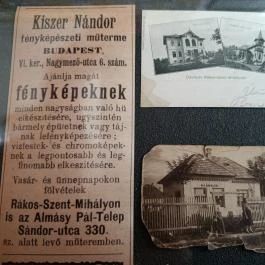 Kiszer Nándor
fényképészeti műterme
BUDAPEST,
VI. ker., Nagymező-utca 6. szám.
Ajánlja magát
fényképeknek
minden nagyságban való hű
elkészítésére, ugyszintén
bármely épületnek vagy táj-
nak lefényképezésére;
vízfestek- és chromoképek-
nek a legpontosabb és leg-
finomabb elkészítésére.
Vasár- és ünnepnapokon
fölvételek
Rákos-Szent-Mihályon
is az Almásy Pál-Telep
Sándor-utca 330.
sz. alatt levő műteremben.